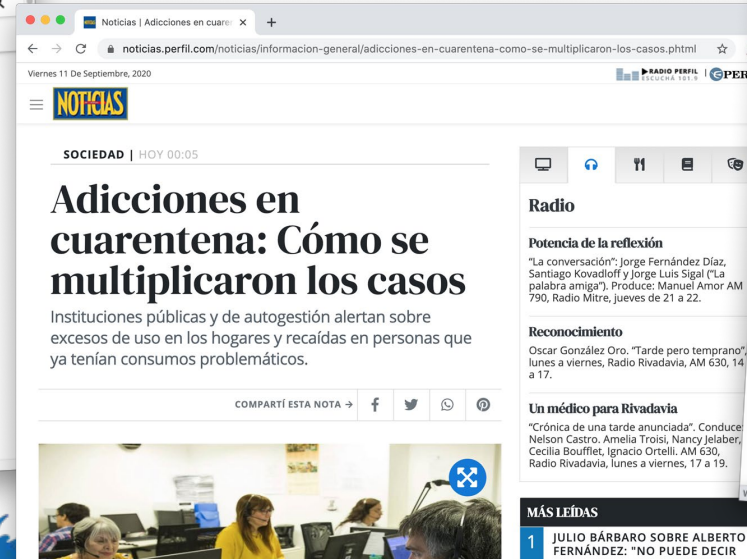 Noticias | Adicciones en cuaren
noticias.perfil.com/noticias/informacion-general/adicciones-en-cuarentena-como-se-multiplicaron-los-casos.phtml
Viernes 11 De Septiembre, 2020
RADIO PERFIL
ESCUCHÁ 101.9
PER
NOTICIAS
SOCIEDAD | HOY 00:05
Adicciones en
cuarentena: Cómo se
multiplicaron los casos
Instituciones públicas y de autogestión alertan sobre
excesos de uso en los hogares y recaídas en personas que
ya tenían consumos problemáticos.
COMPARTÍ ESTA NOTA →
Radio
Potencia de la reflexión
“La conversación”: Jorge Fernández Díaz,
Santiago Kovadloff y Jorge Luis Sigal (“La
palabra amiga”). Produce: Manuel Amor AM
790, Radio Mitre, jueves de 21 a 22.
Reconocimiento
Oscar González Oro. “Tarde pero temprano”,
lunes a viernes, Radio Rivadavia, AM 630, 14
a 17.
Un médico para Rivadavia
“Crónica de una tarde anunciada”. Conduce:
Nelson Castro. Amelia Troisi, Nancy Jelaber,
Cecilia Boufflet, Ignacio Ortelli. AM 630,
Radio Rivadavia, lunes a viernes, 17 a 19.
MÁS LEÍDAS
1 JULIO BÁRBARO SOBRE ALBERTO
FERNÁNDEZ: "NO PUEDE DECIR